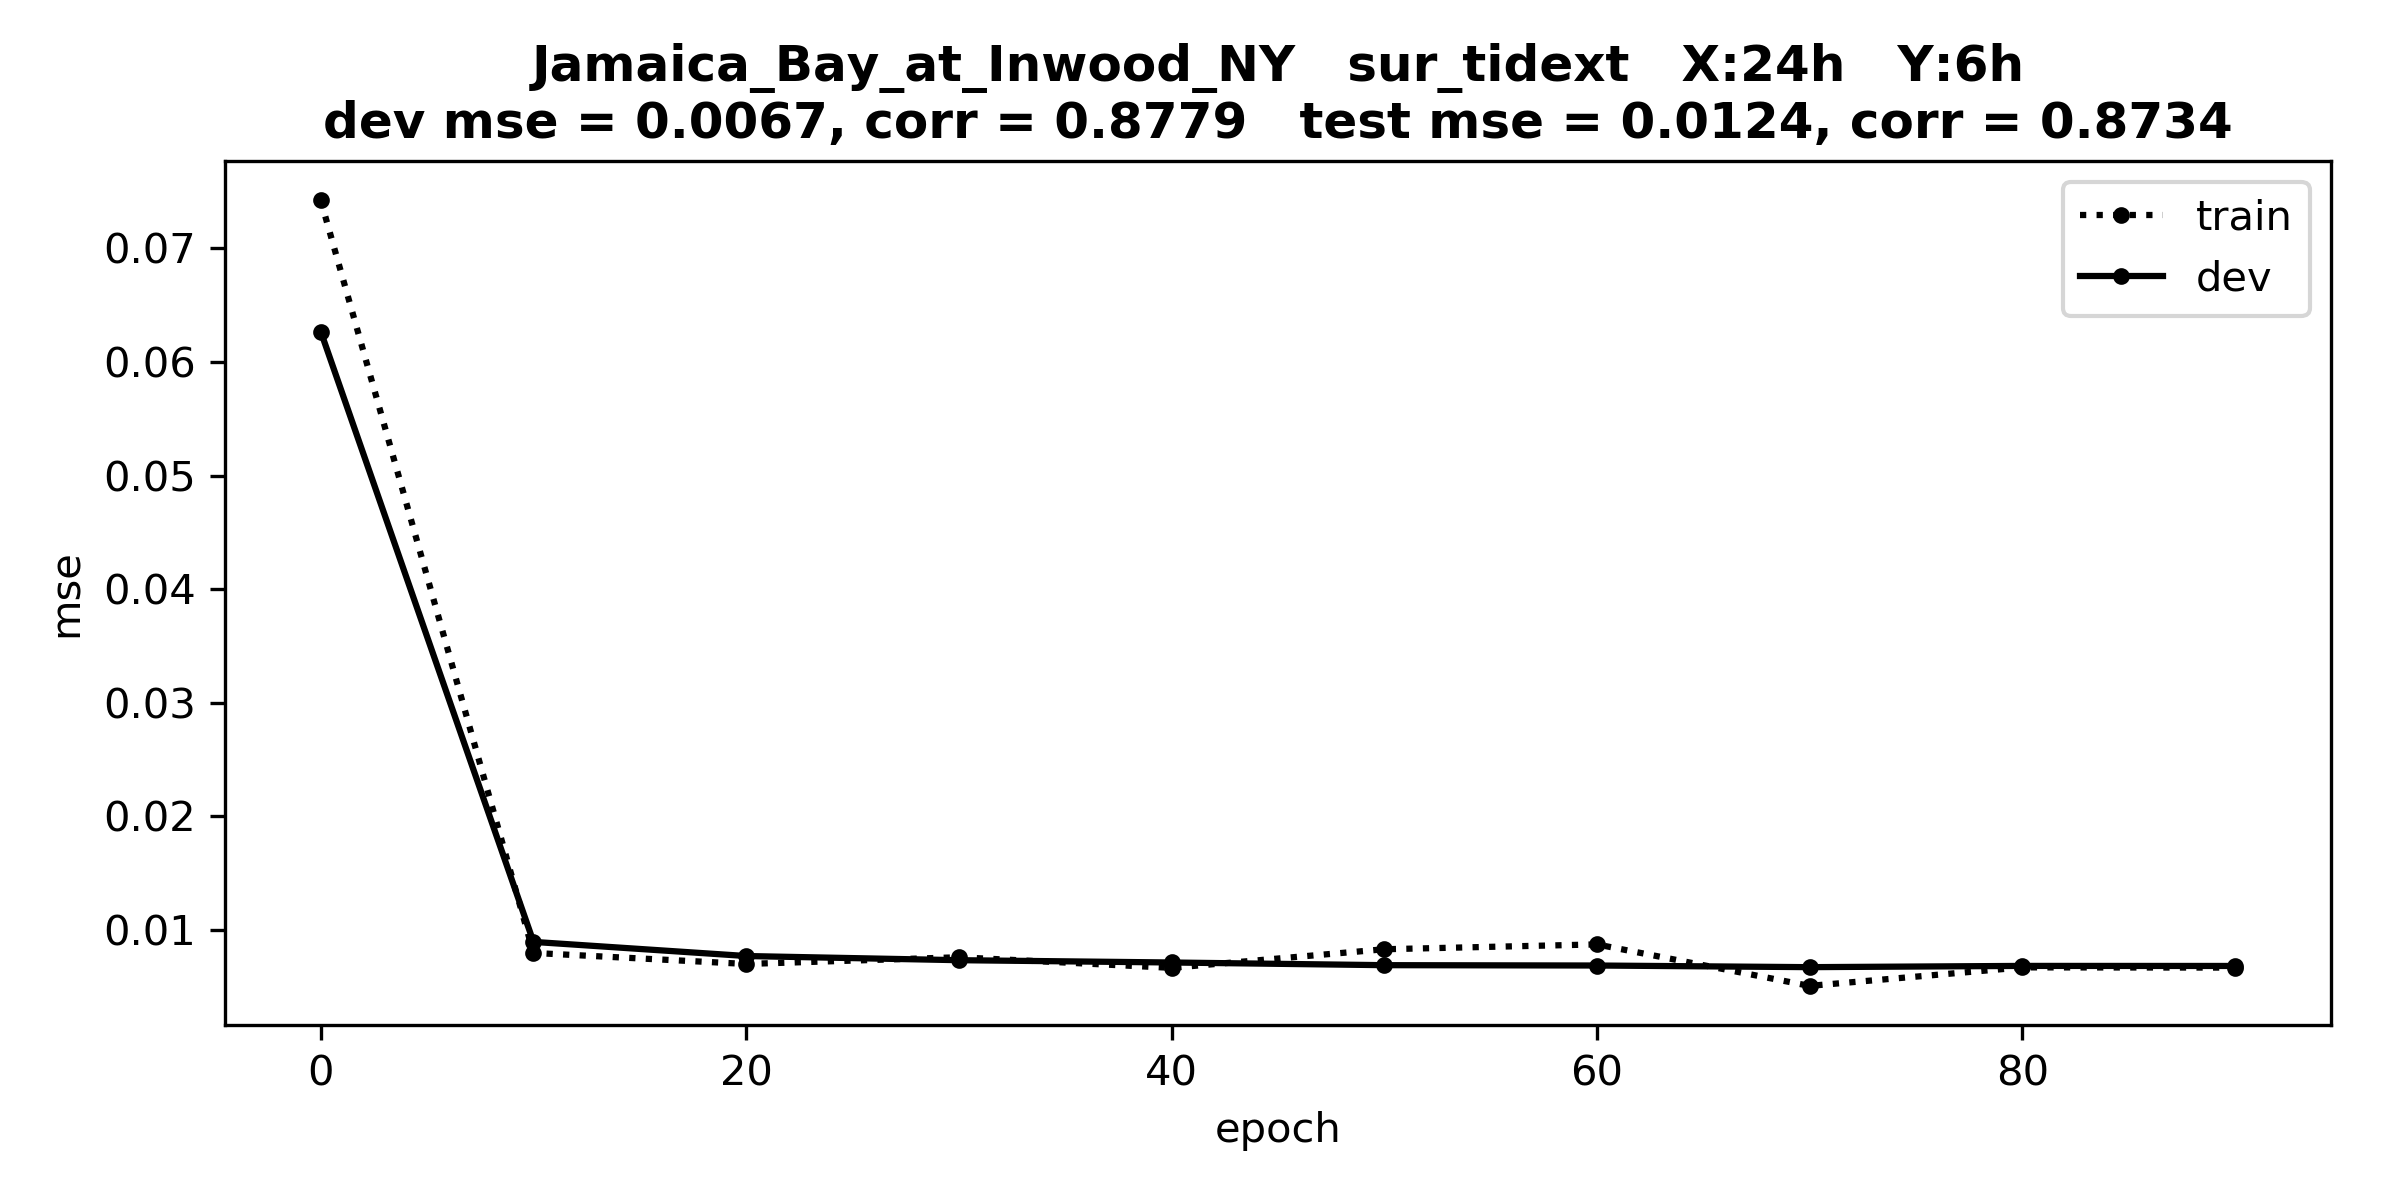 Jamaica_Bay_at_Inwood_NY   sur_tidext   X:24h   Y:6h
dev mse = 0.0067, corr = 0.8779   test mse = 0.0124, corr = 0.8734
train
dev
0.07
0.06
0.05
0.04
0.03
0.02
0.01
mse
0 20 40 60 80
epoch